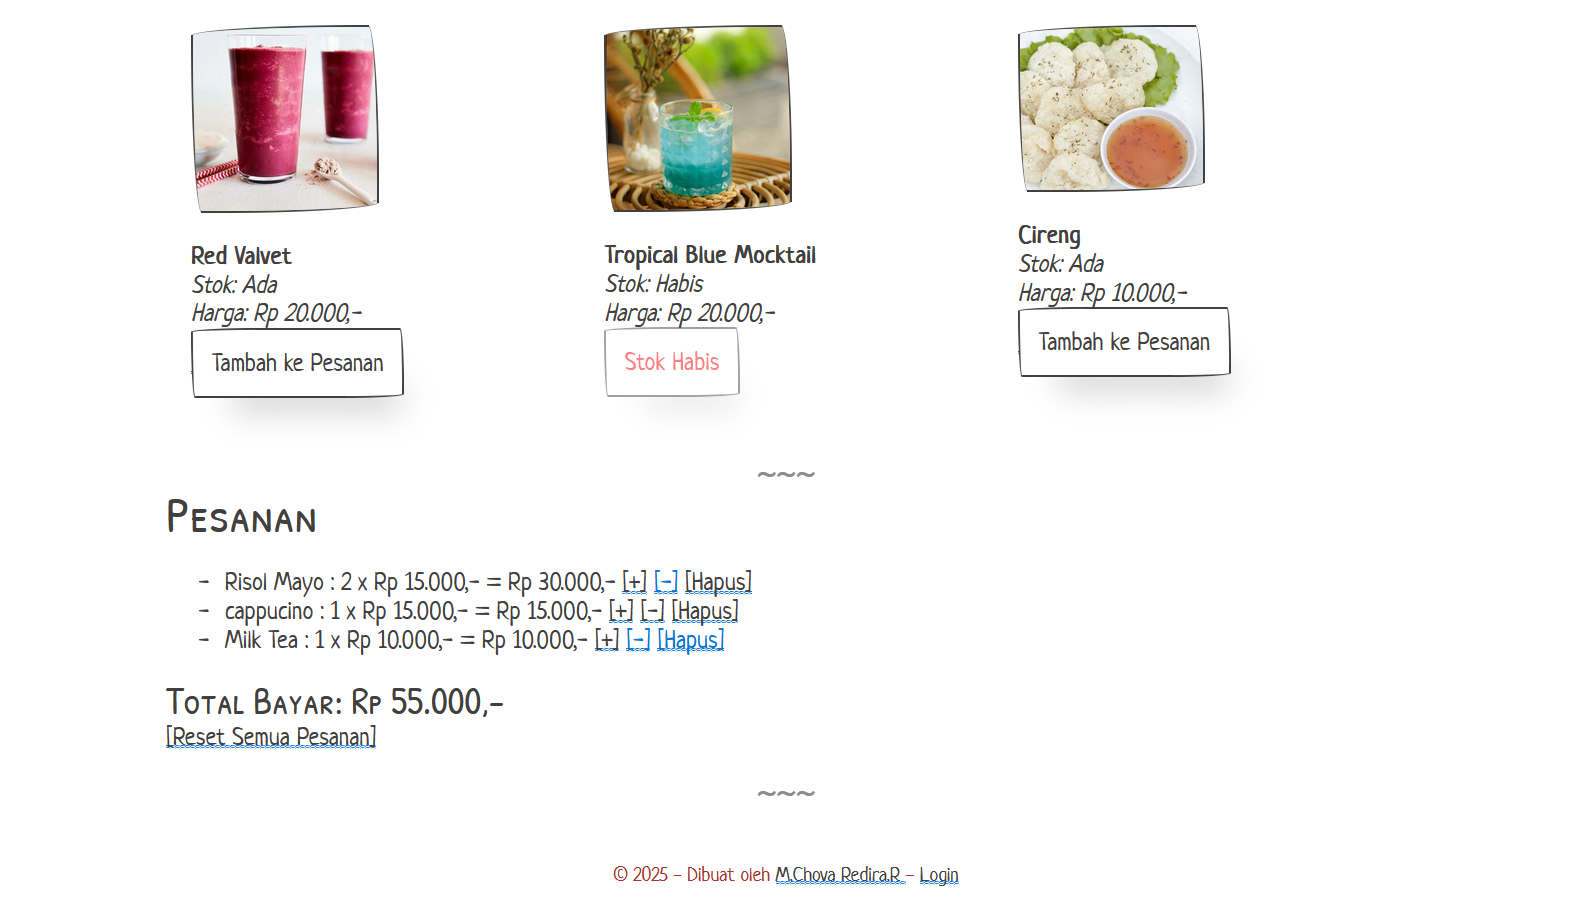 Red Valvet
Stok: Ada
Harga: Rp 20.000,-
Tambah ke Pesanan
Tropical Blue Mocktail
Stok: Habis
Harga: Rp 20.000,-
Stok Habis
Cireng
Stok: Ada
Harga: Rp 10.000,-
Tambah ke Pesanan
~~~
Pesanan
- Risol Mayo : 2 x Rp 15.000,- = Rp 30.000,- [+] [-] [Hapus]
- cappucino : 1 x Rp 15.000,- = Rp 15.000,- [+] [-] [Hapus]
- Milk Tea : 1 x Rp 10.000,- = Rp 10.000,- [+] [-] [Hapus]
Total Bayar: Rp 55.000,-
[Reset Semua Pesanan]
~~~
© 2025 - Dibuat oleh M.Chova Redira.R - Login